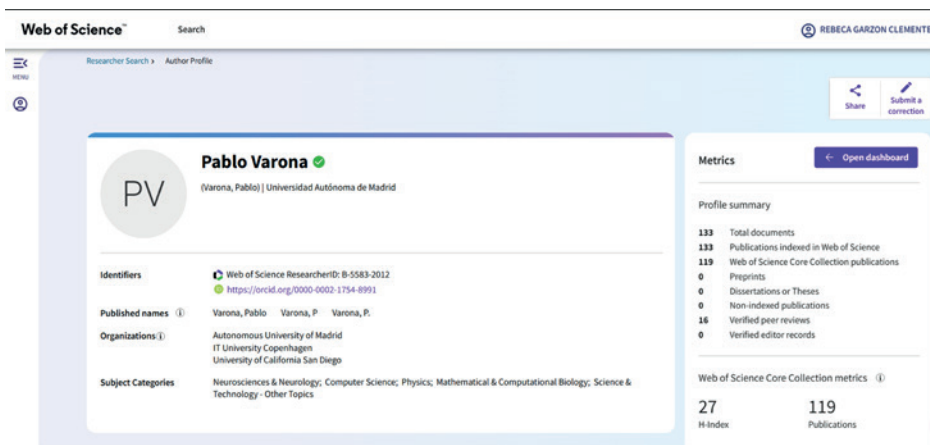 Web of Science™ Search REBECA GARZON CLEMENTE
MENU
Researcher Search > Author Profile
Share
Submit a correction
PV
Pablo Varona
(Varona, Pablo) | Universidad Autónoma de Madrid
Identifiers Web of Science ResearcherID: B-5583-2012
https://orcid.org/0000-0002-1754-8991
Published names Varona, Pablo Varona, P Varona, P.
Organizations Autonomous University of Madrid
IT University Copenhagen
University of California San Diego
Subject Categories Neurosciences & Neurology; Computer Science; Physics; Mathematical & Computational Biology; Science &
Technology - Other Topics
Metrics Open dashboard
Profile summary
133 Total documents
133 Publications indexed in Web of Science
119 Web of Science Core Collection publications
0 Preprints
0 Dissertations or Theses
0 Non-indexed publications
16 Verified peer reviews
0 Verified editor records
Web of Science Core Collection metrics
27 119
H-Index Publications